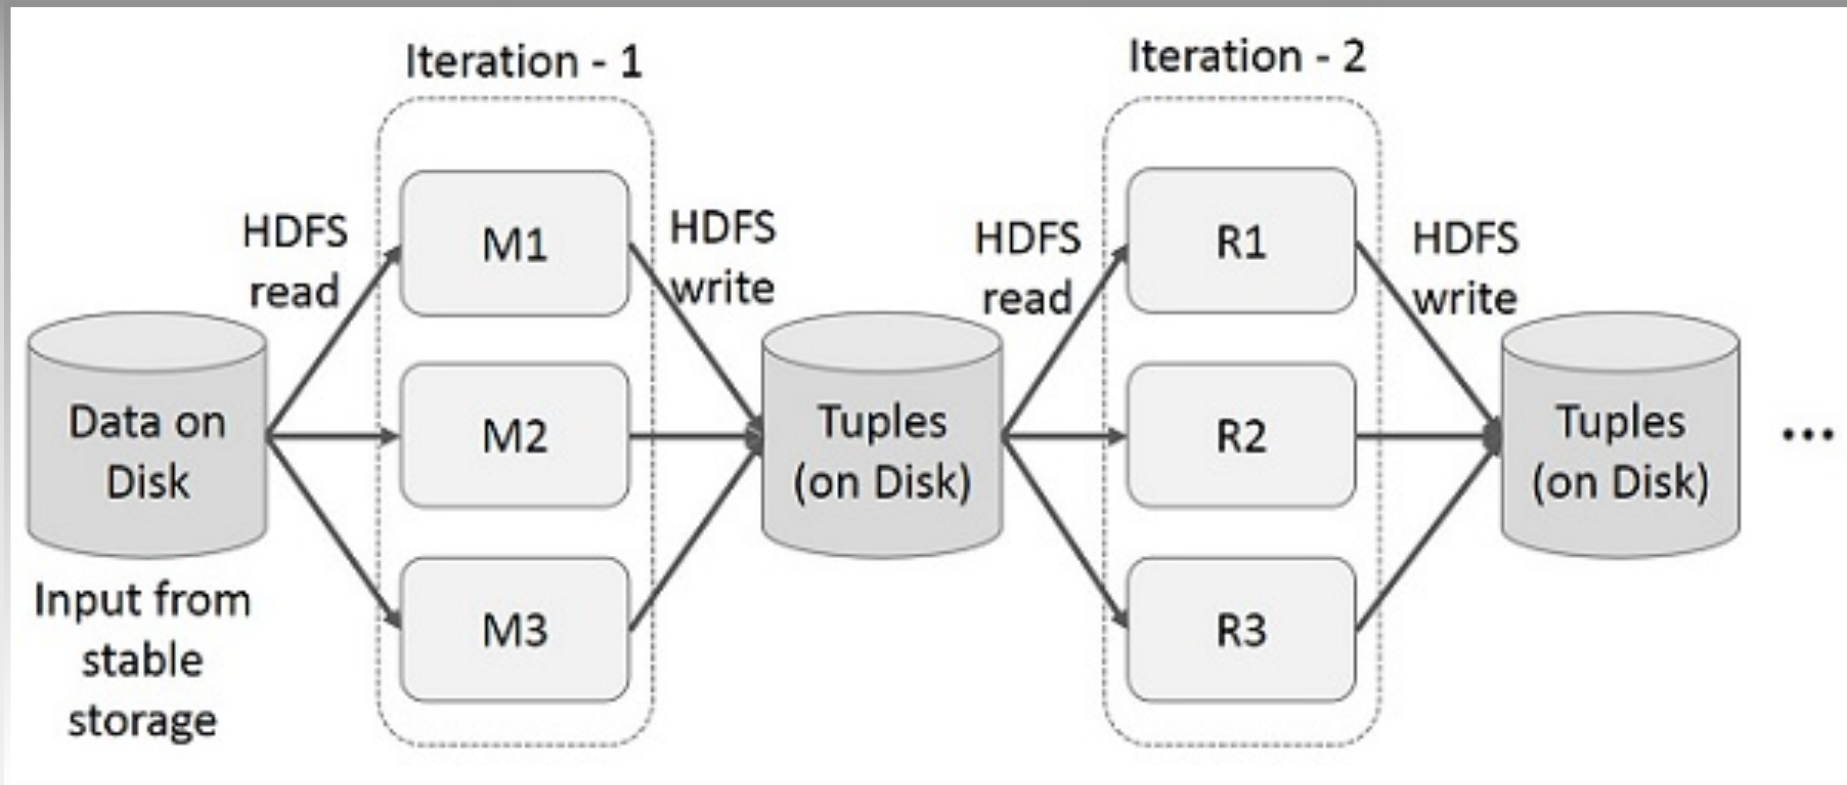 Iteration - 1
Iteration - 2
HDFS
read
M1
HDFS
write
HDFS
read
R1
HDFS
write
Data on
Disk
M2
Tuples
(on Disk)
R2
Tuples
(on Disk)
...
Input from
stable
storage
M3
R3